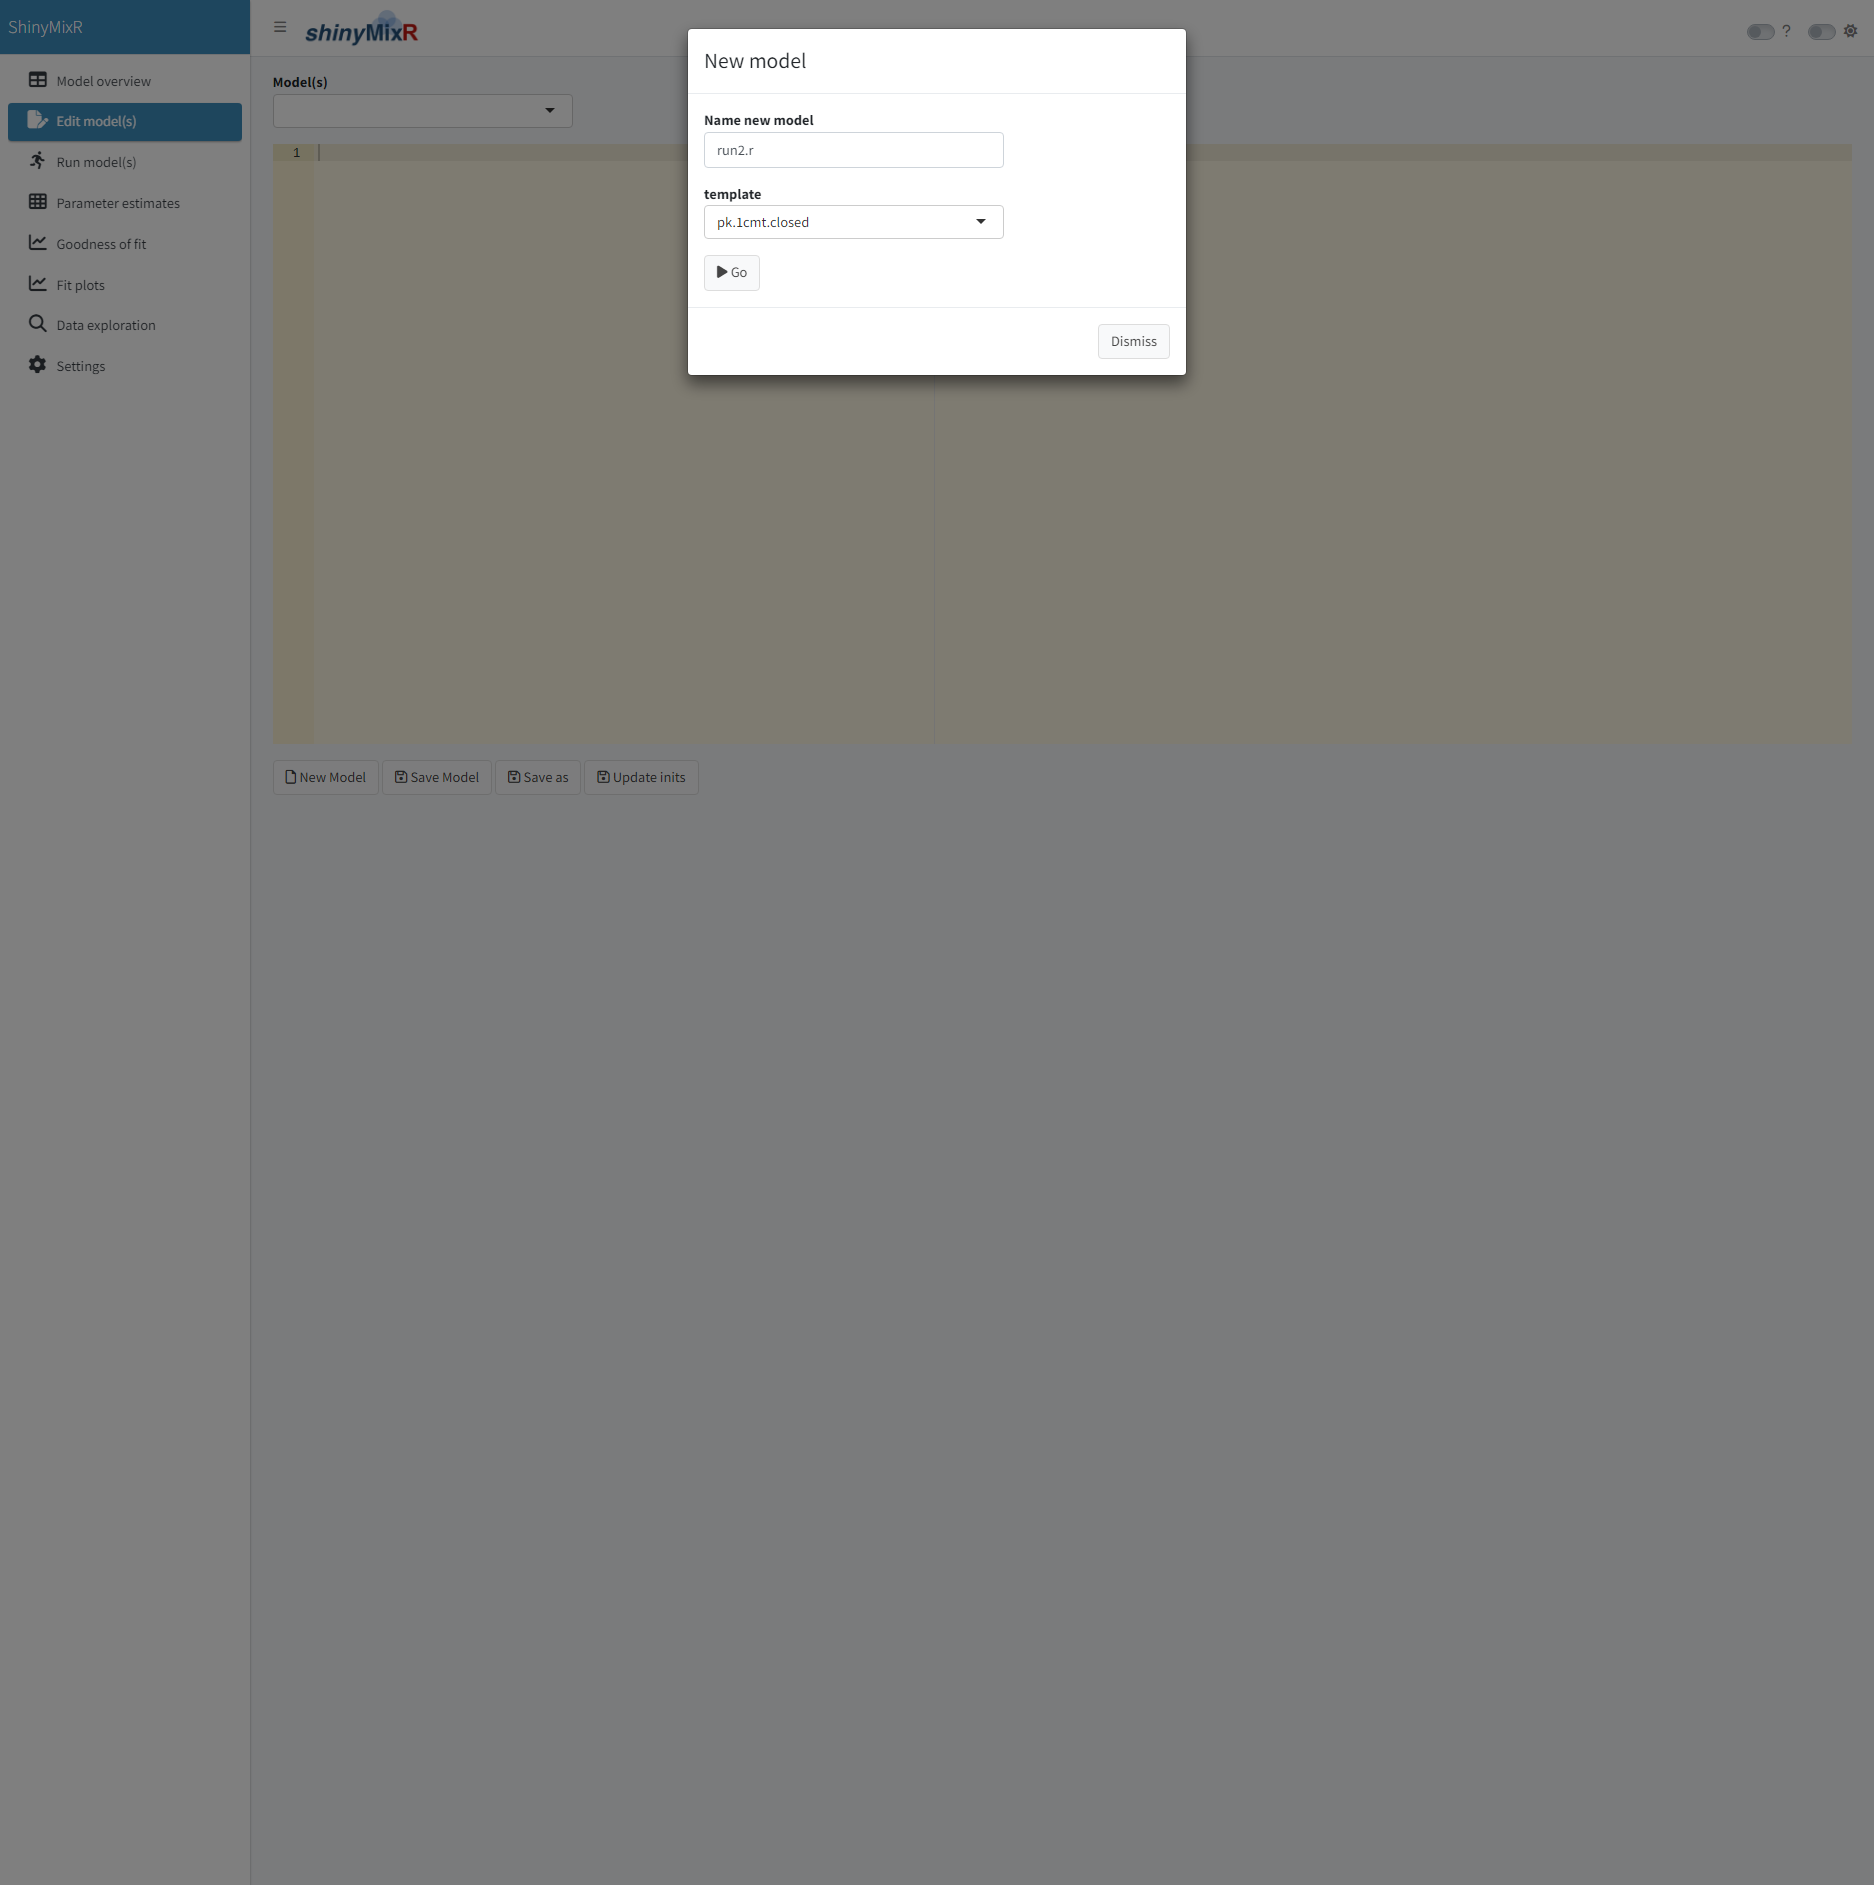 ShinyMixR
shinyMixR
?
Model overview
Edit model(s)
Run model(s)
Parameter estimates
Goodness of fit
Fit plots
Data exploration
Settings
Model(s)
1
New model
Name new model
run2.r
template
pk.1cmt.closed
Go
Dismiss
New Model Save Model Save as Update inits